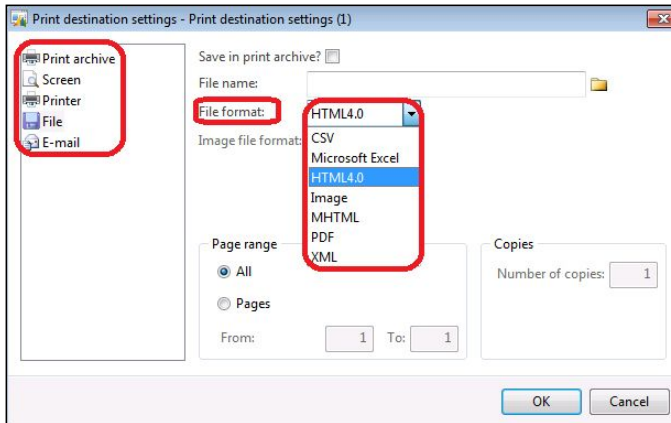 Print destination settings - Print destination settings (1)
Print archive
Screen
Printer
File
E-mail
Save in print archive?
File name:
File format:
HTML4.0
Image file format:
CSV
Microsoft Excel
HTML4.0
Image
MHTML
PDF
XML
Page range
All
Pages
From: 1 To: 1
Copies
Number of copies: 1
OK Cancel